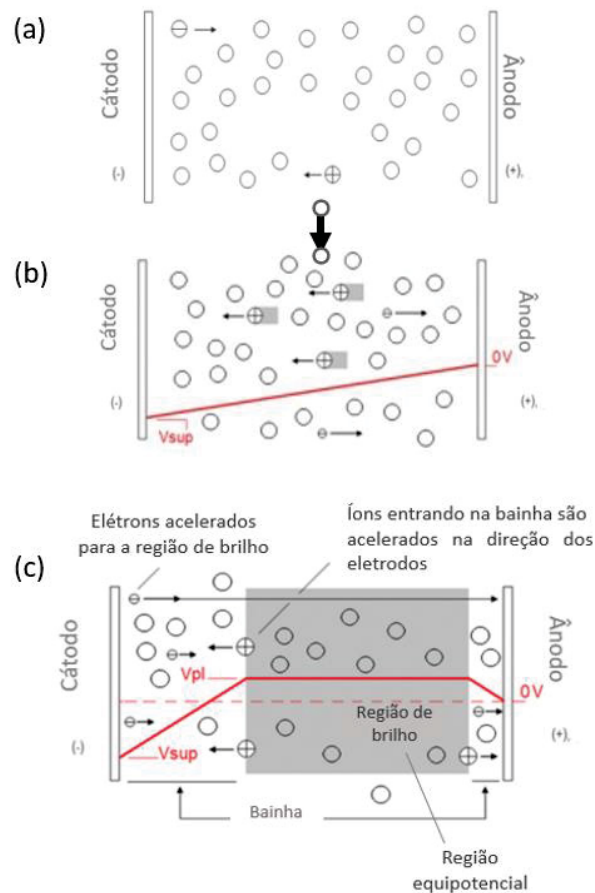 (a)
Cátodo
(-)
Ânodo
(+),
(b)
Cátodo
(-)
Vsup
Ânodo
0V
(+),
Elétrons acelerados
para a região de brilho
Íons entrando na bainha são
acelerados na direção dos
eletrodos
(c)
Cátodo
(-)
Vpl
Vsup
Ânodo
0V
(+),
Região de
brilho
Bainha
Região
equipotencial